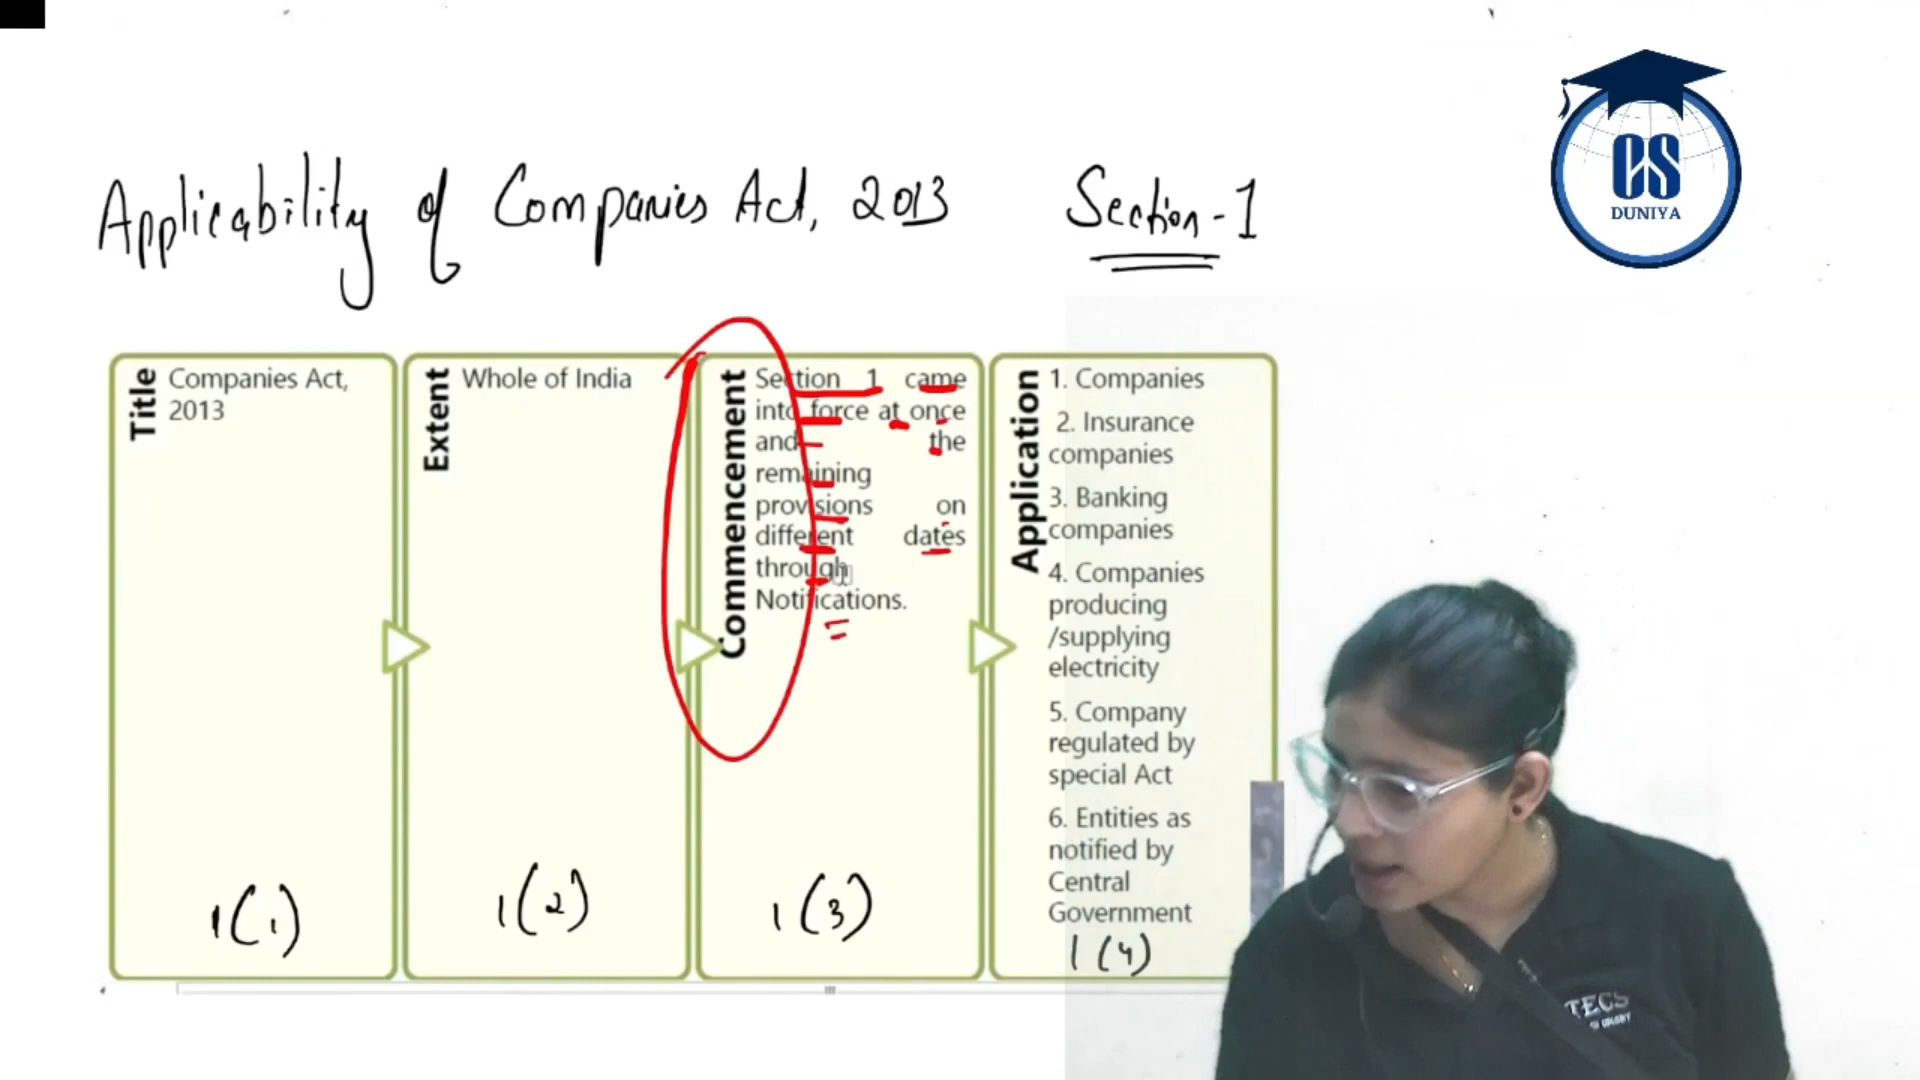 CS
DUNIYA
Applicability of Companies Act, 2013 Section-1
Title
Companies Act,
2013
1(1)
Extent
Whole of India
1(2)
Commencement
Section 1 came
into force at once
and the
remaining
provisions on
different dates
through
Notifications.
1(3)
Application
1. Companies
2. Insurance
companies
3. Banking
companies
4. Companies
producing
/supplying
electricity
5. Company
regulated by
special Act
6. Entities as
notified by
Central
Government
1(4)
TECS